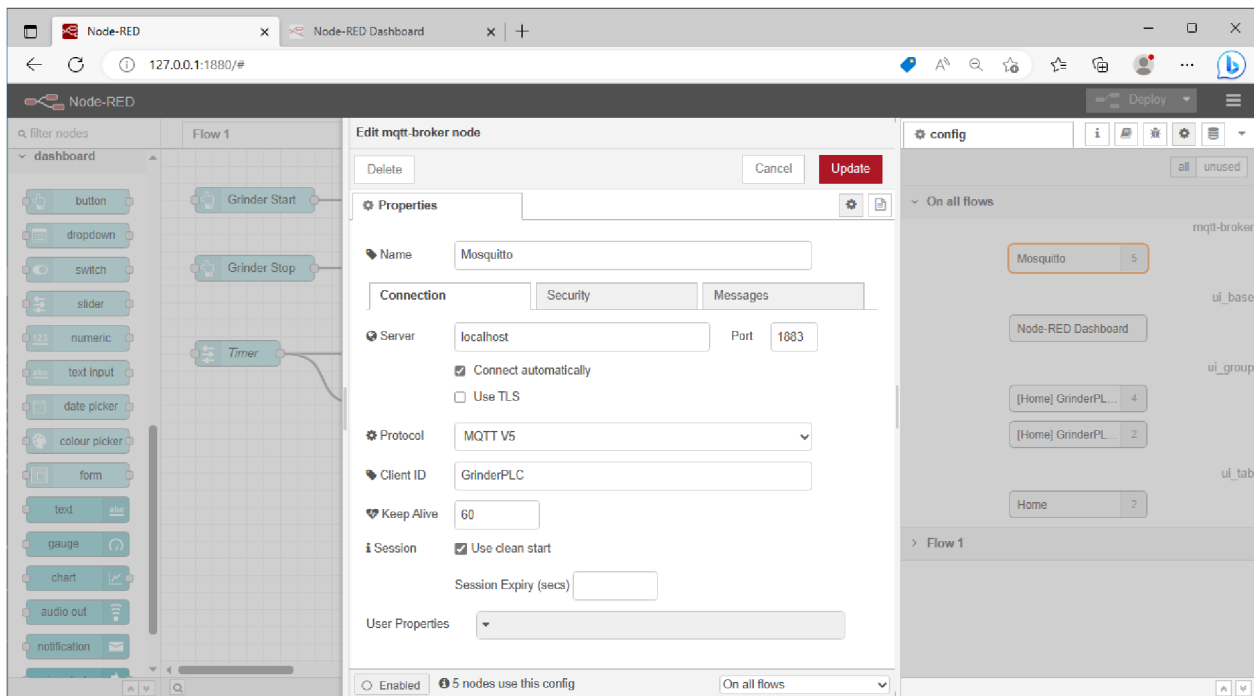 Node-RED
Node-RED Dashboard
127.0.0.1:1880/#
Node-RED
Deploy
filter nodes
dashboard
button
dropdown
switch
slider
123 numeric
abc text input
date picker
colour picker
form
text abc
gauge
chart
audio out
notification
Flow 1
Grinder Start
Grinder Stop
Timer
Edit mqtt-broker node
Delete
Cancel
Update
Properties
Name Mosquitto
Connection Security Messages
Server localhost Port 1883
Connect automatically
Use TLS
Protocol MQTT V5
Client ID GrinderPLC
Keep Alive 60
Session Use clean start
Session Expiry (secs)
User Properties
Enabled 5 nodes use this config On all flows
config
all unused
On all flows
mqtt-broker
Mosquitto 5
ui_base
Node-RED Dashboard
ui_group
[Home] GrinderPL... 4
[Home] GrinderPL... 2
ui_tab
Home 2
Flow 1